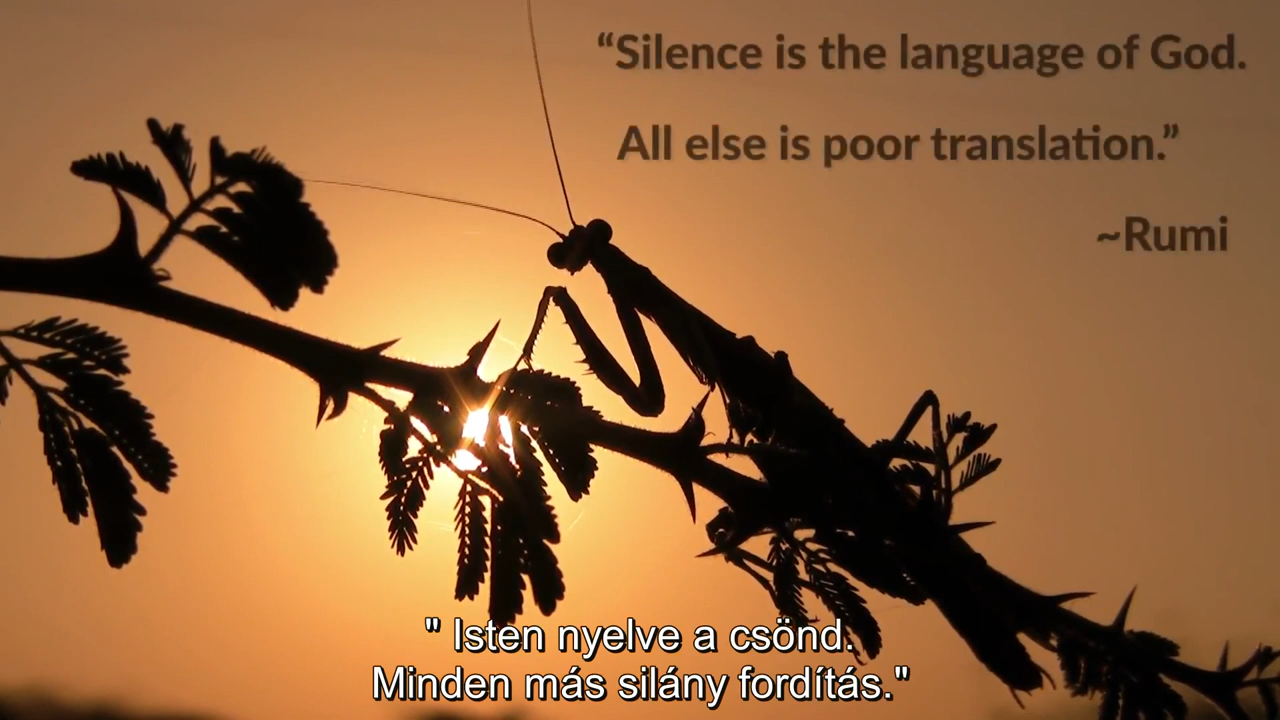 “Silence is the language of God.
All else is poor translation.”
~Rumi
" Isten nyelve a csönd.
Minden más silány fordítás."